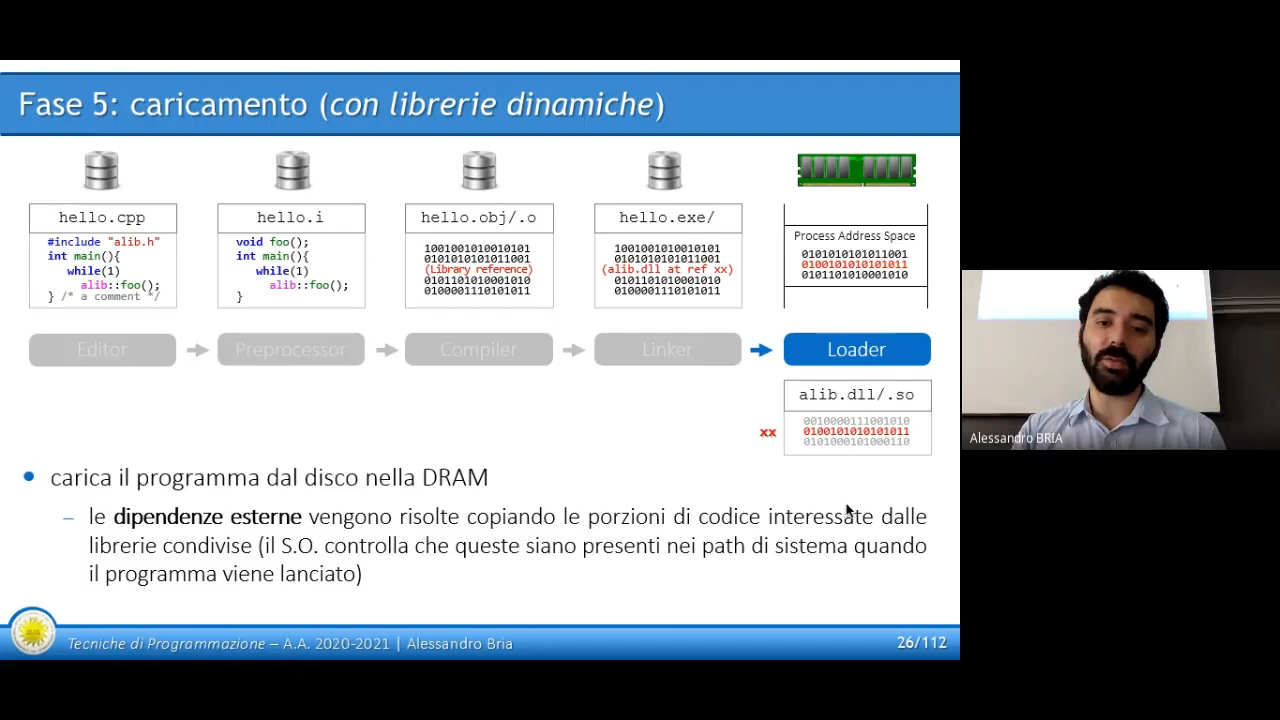 Fase 5: caricamento (con librerie dinamiche)
hello.cpp
#include "alib.h"
int main(){
while(1)
alib::foo();
} /* a comment */
hello.i
void foo();
int main(){
while(1)
alib::foo();
}
hello.obj/.o
1001001010010101
0101010101011001
(Library reference)
0101101010001010
0100001110101011
hello.exe/
1001001010010101
0101010101011001
(alib.dll at ref xx)
0101101010001010
0100001110101011
Process Address Space
0101010101011001
0100101010101011
0101101010001010
Editor
Preprocessor
Compiler
Linker
Loader
alib.dll/.so
0010000111001010
xx 0100101010101011
0101000101000110
Alessandro BRIA
• carica il programma dal disco nella DRAM
– le dipendenze esterne vengono risolte copiando le porzioni di codice interessate dalle
librerie condivise (il S.O. controlla che queste siano presenti nei path di sistema quando
il programma viene lanciato)
Tecniche di Programmazione – A.A. 2020-2021 | Alessandro Bria
26/112